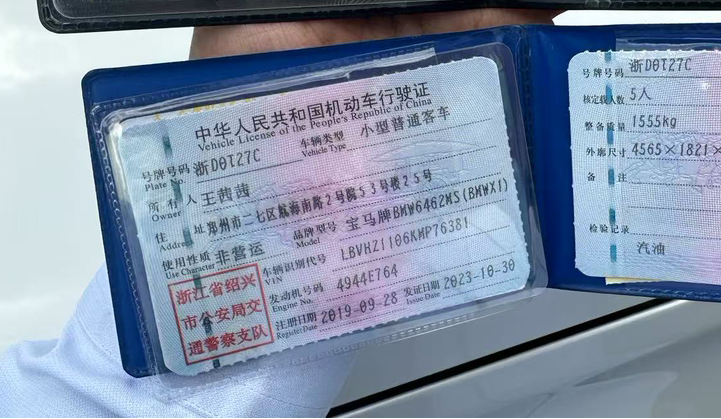 中华人民共和国机动车行驶证
Vehicle License of the People's Republic of China
号牌号码 浙D0T27C 车辆类型 小型普通客车
Plate No. Vehicle Type
所有人 王茜茜
Owner
住址 郑州市二七区航海南路2号院53号楼25号
Address
使用性质 非营运 品牌型号 宝马牌BMW6462MS(BMWX1)
Use Character Model
车辆识别代号 LBVHZ1106KMP76381
VIN
发动机号码 4944E764
Engine No.
注册日期 2019-09-28 发证日期 2023-10-30
Register Date Issue Date
浙江省绍兴
市公安局交
通警察支队
号牌号码 浙D0T27C
核定载人数 5人
整备质量 1555kg
外廓尺寸 4565×1821×
备注
检验记录
汽油